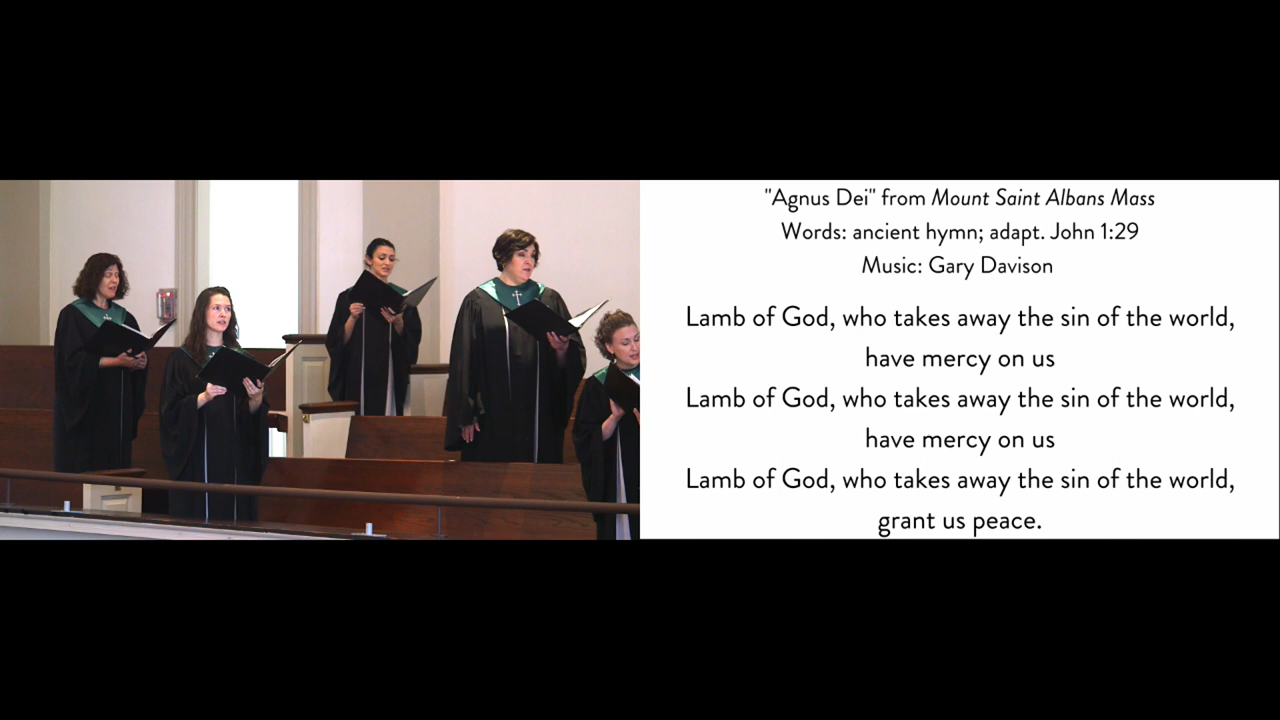 "Agnus Dei" from Mount Saint Albans Mass
Words: ancient hymn; adapt. John 1:29
Music: Gary Davison
Lamb of God, who takes away the sin of the world,
have mercy on us
Lamb of God, who takes away the sin of the world,
have mercy on us
Lamb of God, who takes away the sin of the world,
grant us peace.